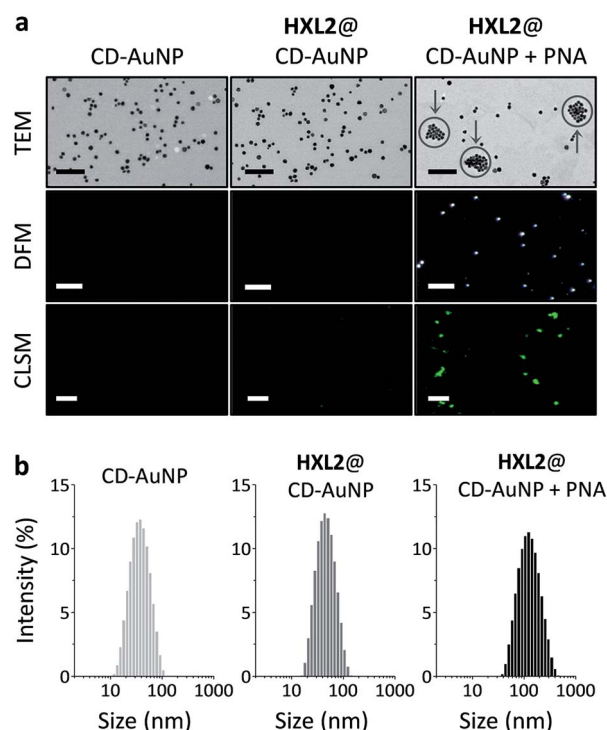 a
CD-AuNP
HXL2@
CD-AuNP
HXL2@
CD-AuNP + PNA
TEM
DFM
CLSM
b
CD-AuNP
HXL2@
CD-AuNP
HXL2@
CD-AuNP + PNA
Intensity (%)
15
10
5
0
10 100 1000
Size (nm)
15
10
5
0
10 100 1000
Size (nm)
15
10
5
0
10 100 1000
Size (nm)